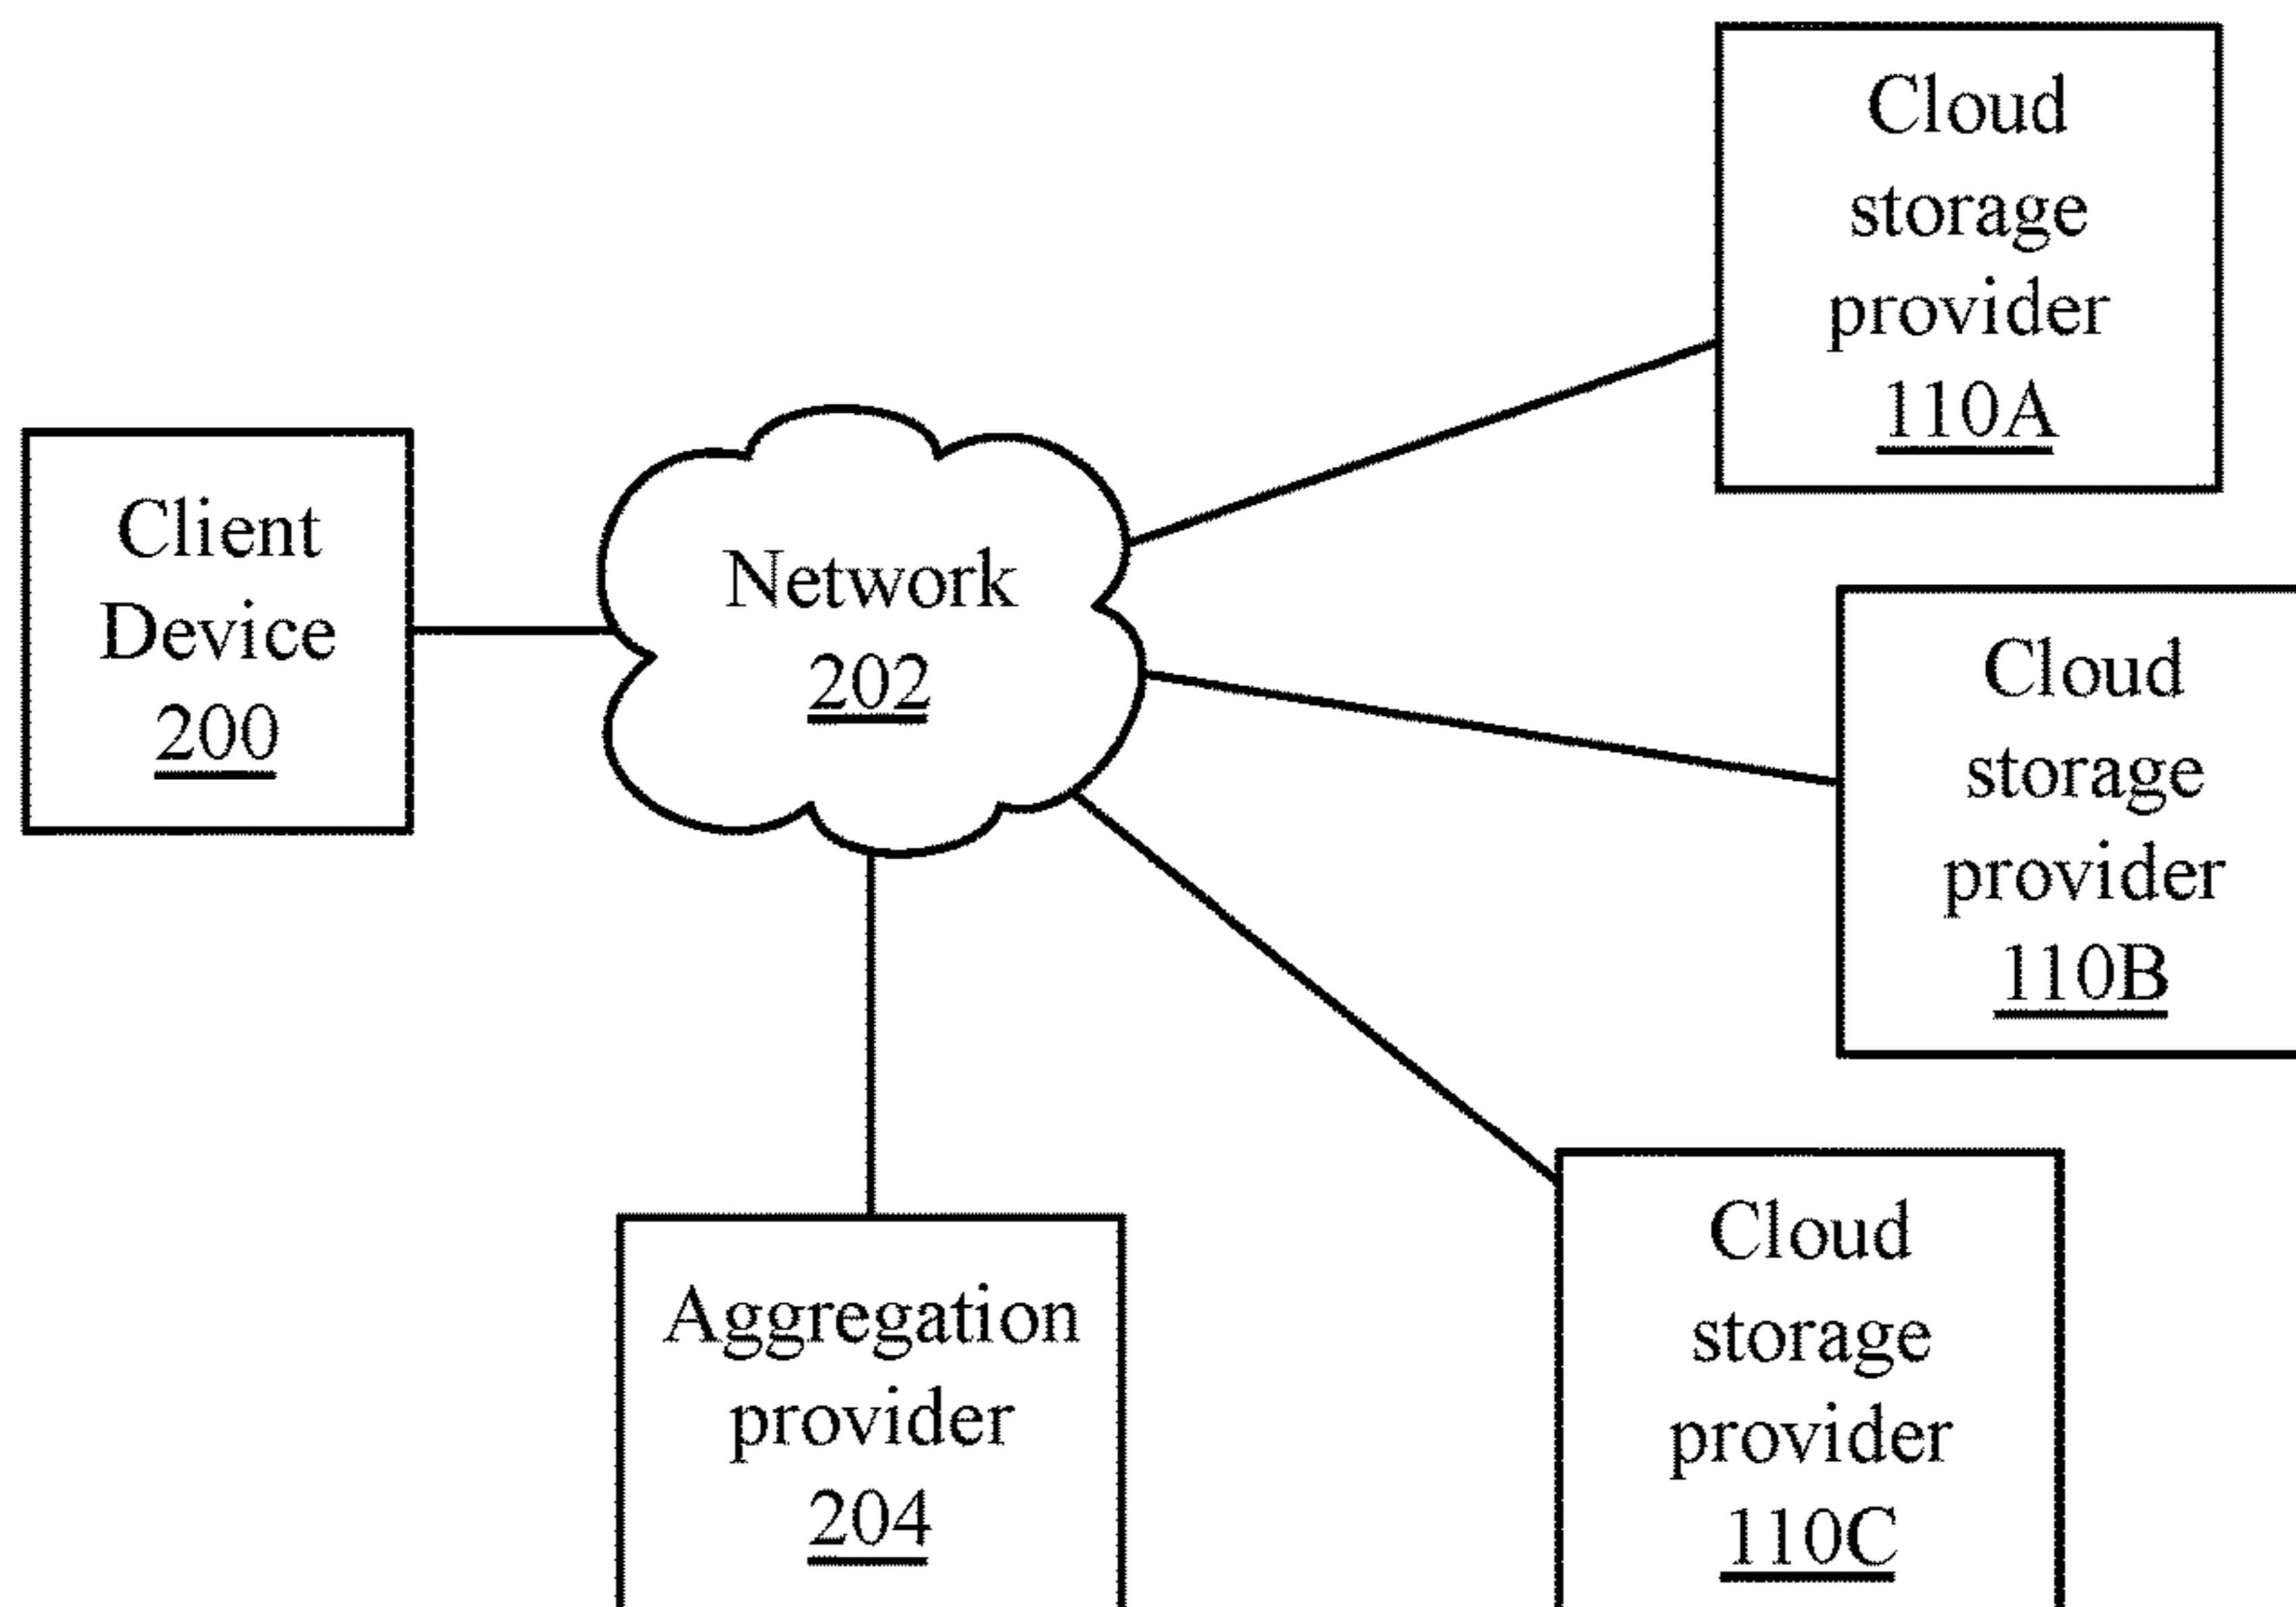 Cloud
storage
provider
110A
Client
Device
200
Network
202
Cloud
storage
provider
110B
Aggregation
provider
204
Cloud
storage
provider
110C